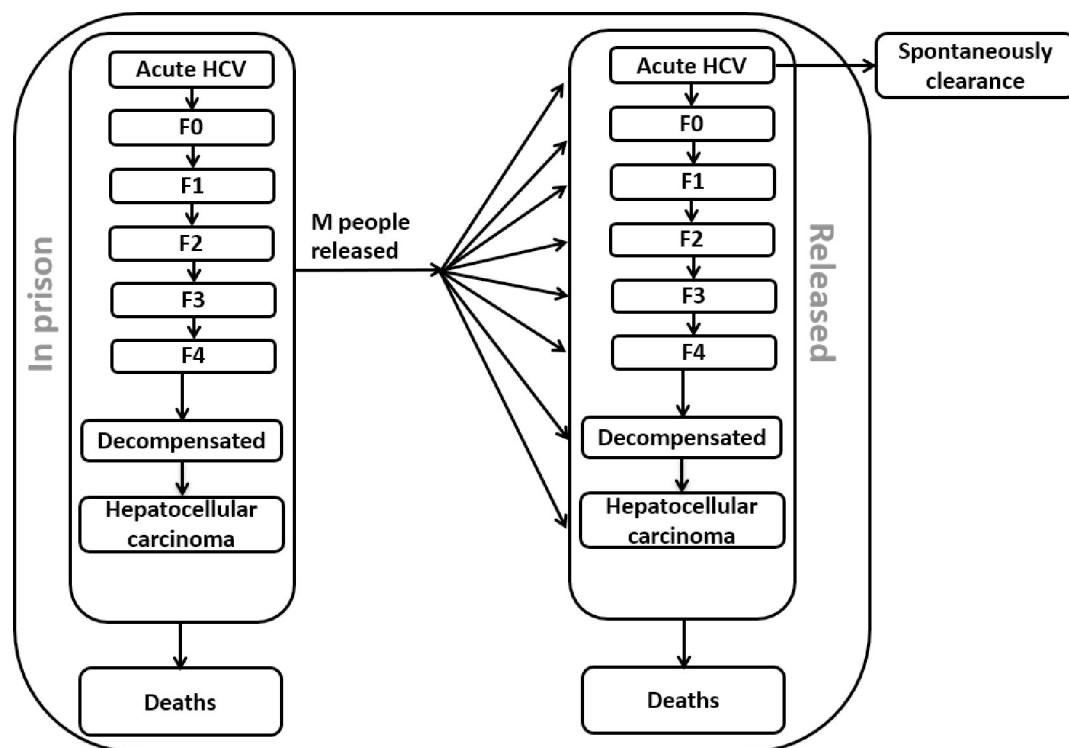 In prison
Acute HCV
F0
F1
F2
F3
F4
Decompensated
Hepatocellular
carcinoma
Deaths
M people
released
Acute HCV
F0
F1
F2
F3
F4
Decompensated
Hepatocellular
carcinoma
Deaths
Released
Spontaneously
clearance